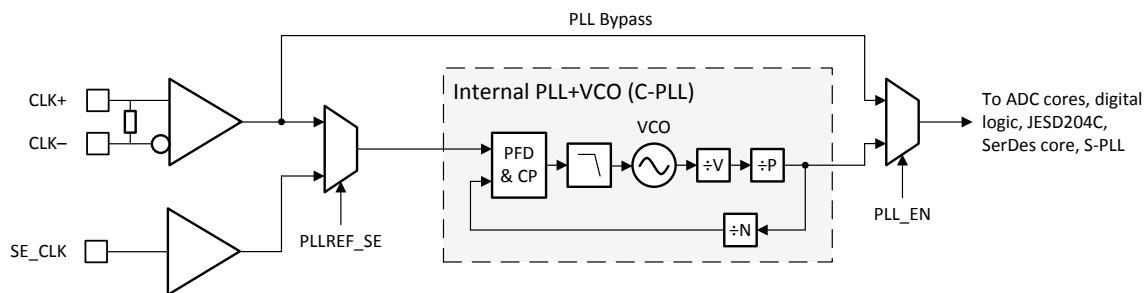 PLL Bypass
CLK+
CLK–
Internal PLL+VCO (C-PLL)
VCO
PFD
& CP
÷V
÷P
÷N
To ADC cores, digital
logic, JESD204C,
SerDes core, S-PLL
PLL_EN
PLLREF_SE
SE_CLK